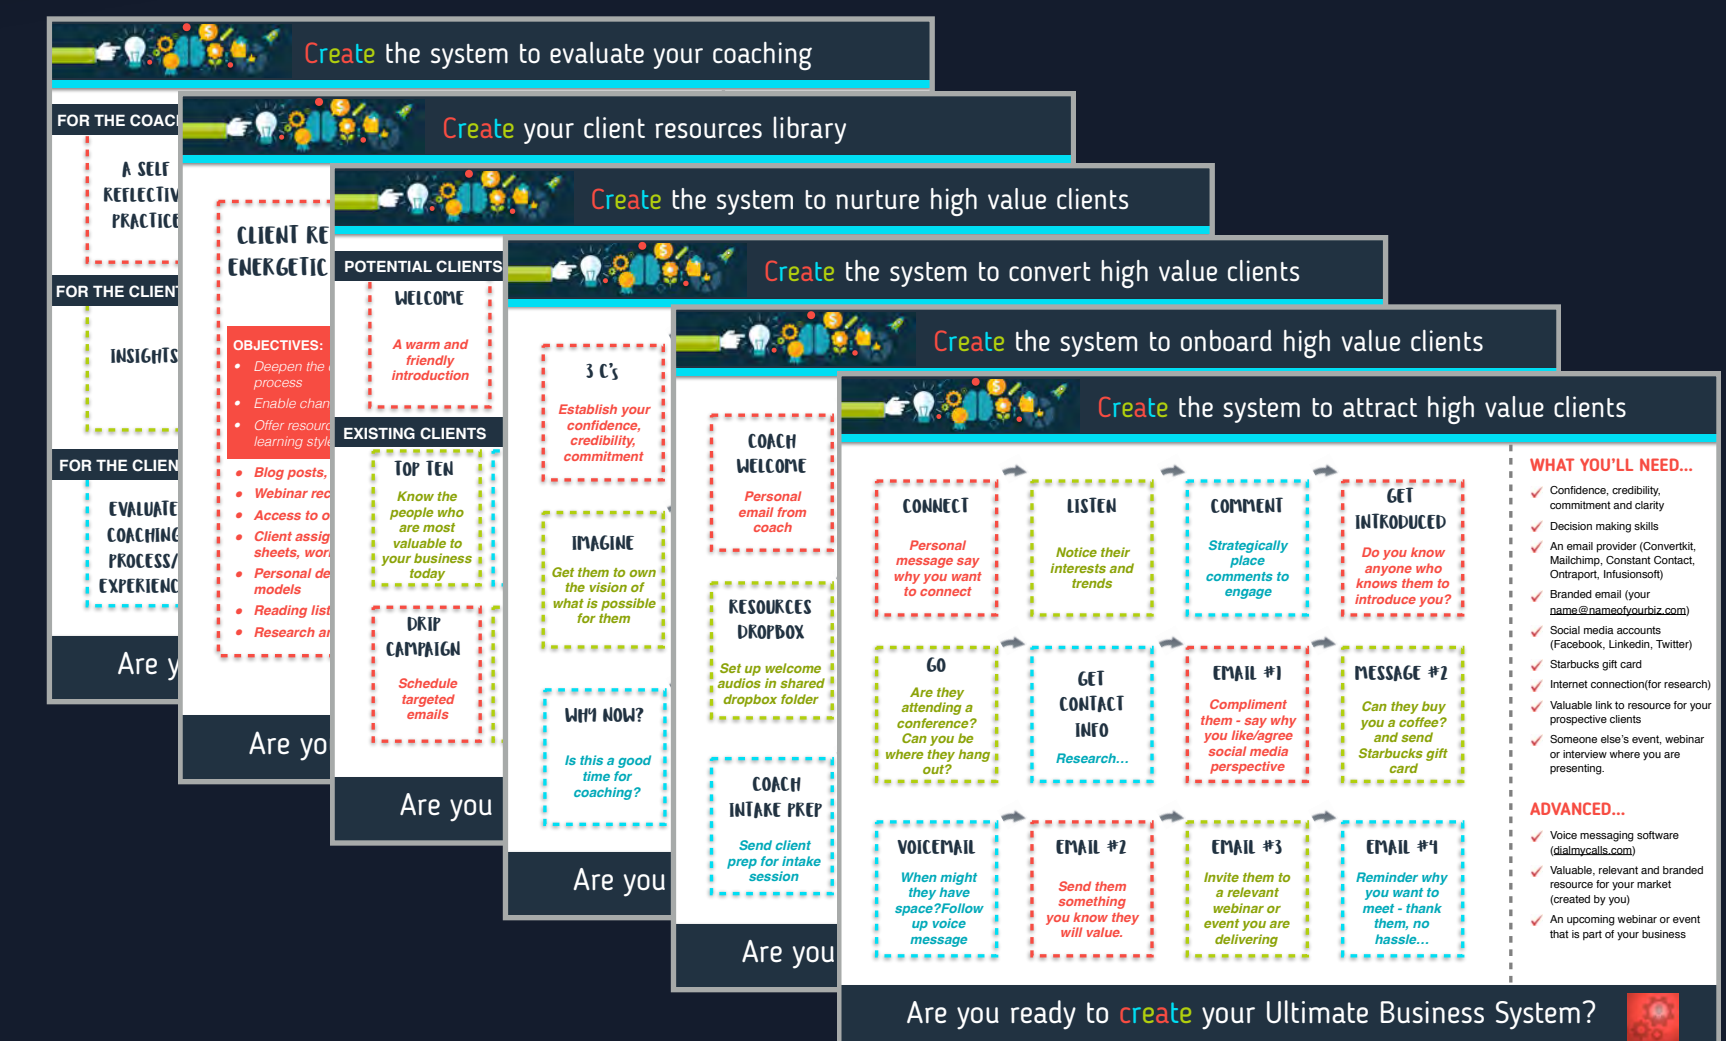 Create the system to evaluate your coaching
FOR THE
A SELF
PRACTICE
FOR THE
INSIGHTS
FOR THE
EVALUATE
COACHING
PROCESS/
Are
Create your client resources library
CLIENT
OBJECTIVES:
• Deepen the
process
• Enable
• Offer
learning
• Blog posts,
• Webinar
• Access to
• Client
sheets,
• Personal
models
• Reading
• Research
Are
Create the system to nurture high value clients
POTENTIAL CLIENTS
WELCOME
A warm and
friendly
introduction
EXISTING CLIENTS
TOP TEN
Know the
people who
are most
valuable to
your business
today
DRIP
CAMPAIGN
Schedule
targeted
emails
Are you
Create the system to convert high value clients
3 C's
Establish your
confidence,
credibility,
commitment
IMAGINE
Get them to own
the vision of
what is possible
for them
WHY NOW?
Is this a good
time for
coaching?
Are you
Create the system to onboard high value clients
COACH
WELCOME
Personal
email from
coach
RESOURCES
DROPBOX
Set up welcome
audios in shared
dropbox folder
COACH
INTAKE PREP
Send client
prep for intake
session
Are you
Create the system to attract high value clients
CONNECT
Personal
message say
why you want
to connect
LISTEN
Notice their
interests and
trends
COMMENT
Strategically
place
comments to
engage
GET
INTRODUCED
Do you know
anyone who
knows them to
introduce you?
GO
Are they
attending a
conference?
Can you be
where they hang
out?
GET
CONTACT
INFO
Research...
EMAIL #1
Compliment
them - say why
you like/agree
social media
perspective
MESSAGE #2
Can they buy
you a coffee?
and send
Starbucks gift
card
VOICEMAIL
When might
they have
space?Follow
up voice
message
EMAIL #2
Send them
something
you know they
will value.
EMAIL #3
Invite them to
a relevant
webinar or
event you are
delivering
EMAIL #4
Reminder why
you want to
meet - thank
them, no
hassle...
WHAT YOU'LL NEED...
Confidence, credibility,
commitment and clarity
Decision making skills
An email provider (Convertkit,
Mailchimp, Constant Contact,
Ontraport, Infusionsoft)
Branded email (your
name@nameofyourbiz.com)
Social media accounts
(Facebook, Linkedin, Twitter)
Starbucks gift card
Internet connection(for research)
Valuable link to resource for your
prospective clients
Someone else's event, webinar
or interview where you are
presenting.
ADVANCED...
Voice messaging software
(dialmycalls.com)
Valuable, relevant and branded
resource for your market
(created by you)
An upcoming webinar or event
that is part of your business
Are you ready to create your Ultimate Business System?